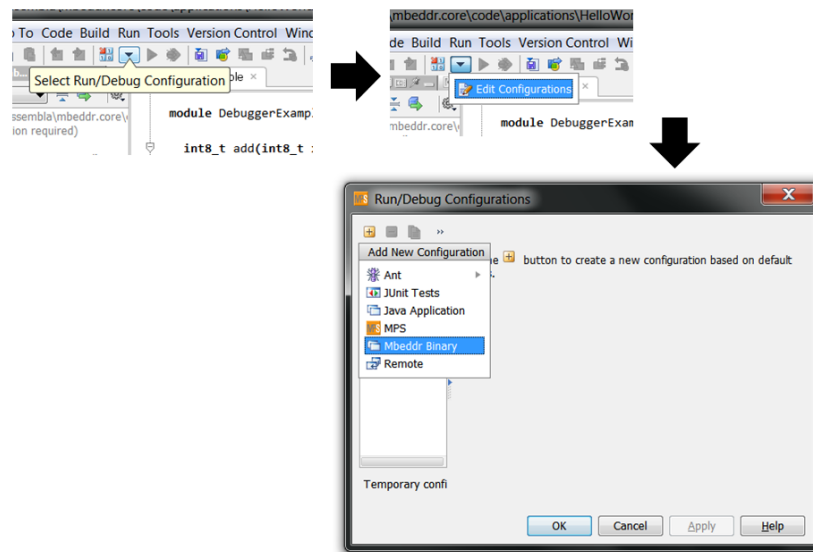 To Code Build Run Tools Version Control
Select Run/Debug Configuration
module DebuggerExamp
int8_t add(int8_t
ion required)
\mbeddr.core\code\applications\HelloWor
de Build Run Tools Version Control Wi
Edit Configurations
mbeddr.core\
module DebuggerExam
Run/Debug Configurations
Add New Configuration
button to create a new configuration based on default
Ant
JUnit Tests
Java Application
MPS
Mbeddr Binary
Remote
Temporary confi
OK Cancel Apply Help